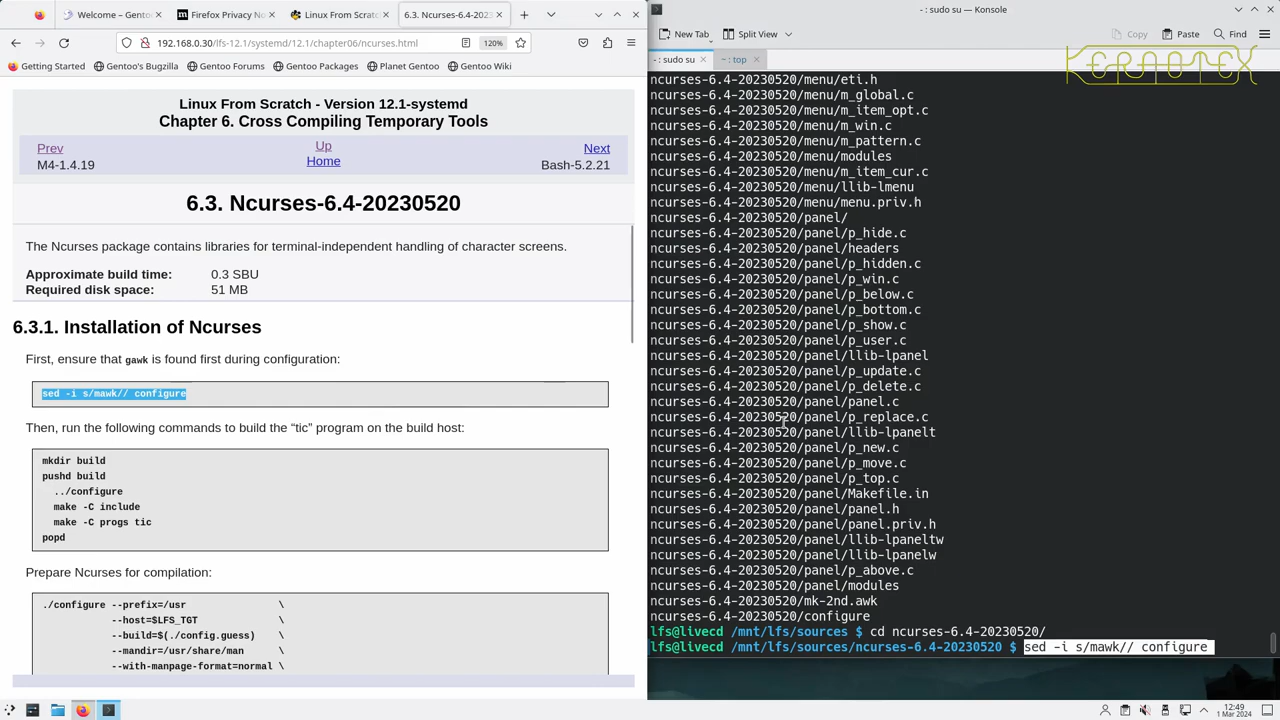 Welcome – Gentoo
Firefox Privacy No
Linux From Scratch
6.3. Ncurses-6.4-2023
192.168.0.30/lfs-12.1/systemd/12.1/chapter06/ncurses.html
120%
Getting Started
Gentoo's Bugzilla
Gentoo Forums
Gentoo Packages
Planet Gentoo
Gentoo Wiki
Linux From Scratch - Version 12.1-systemd
Chapter 6. Cross Compiling Temporary Tools
Prev
Up
Next
M4-1.4.19
Home
Bash-5.2.21
6.3. Ncurses-6.4-20230520
The Ncurses package contains libraries for terminal-independent handling of character screens.
Approximate build time: 0.3 SBU
Required disk space: 51 MB
6.3.1. Installation of Ncurses
First, ensure that gawk is found first during configuration:
sed -i s/mawk// configure
Then, run the following commands to build the “tic” program on the build host:
mkdir build
pushd build
../configure
make -C include
make -C progs tic
popd
Prepare Ncurses for compilation:
./configure --prefix=/usr \
--host=$LFS_TGT \
--build=$(./config.guess) \
--mandir=/usr/share/man \
--with-manpage-format=normal \
- : sudo su — Konsole
New Tab
Split View
Copy
Paste
Find
- : sudo su
~ : top
KERNOTEX
ncurses-6.4-20230520/menu/eti.h
ncurses-6.4-20230520/menu/m_global.c
ncurses-6.4-20230520/menu/m_item_opt.c
ncurses-6.4-20230520/menu/m_win.c
ncurses-6.4-20230520/menu/m_pattern.c
ncurses-6.4-20230520/menu/modules
ncurses-6.4-20230520/menu/m_item_cur.c
ncurses-6.4-20230520/menu/llib-lmenu
ncurses-6.4-20230520/menu/menu.priv.h
ncurses-6.4-20230520/panel/
ncurses-6.4-20230520/panel/p_hide.c
ncurses-6.4-20230520/panel/headers
ncurses-6.4-20230520/panel/p_hidden.c
ncurses-6.4-20230520/panel/p_win.c
ncurses-6.4-20230520/panel/p_below.c
ncurses-6.4-20230520/panel/p_bottom.c
ncurses-6.4-20230520/panel/p_show.c
ncurses-6.4-20230520/panel/p_user.c
ncurses-6.4-20230520/panel/llib-lpanel
ncurses-6.4-20230520/panel/p_update.c
ncurses-6.4-20230520/panel/p_delete.c
ncurses-6.4-20230520/panel/panel.c
ncurses-6.4-20230520/panel/p_replace.c
ncurses-6.4-20230520/panel/llib-lpanelt
ncurses-6.4-20230520/panel/p_new.c
ncurses-6.4-20230520/panel/p_move.c
ncurses-6.4-20230520/panel/p_top.c
ncurses-6.4-20230520/panel/Makefile.in
ncurses-6.4-20230520/panel/panel.h
ncurses-6.4-20230520/panel/panel.priv.h
ncurses-6.4-20230520/panel/llib-lpaneltw
ncurses-6.4-20230520/panel/llib-lpanelw
ncurses-6.4-20230520/panel/p_above.c
ncurses-6.4-20230520/panel/modules
ncurses-6.4-20230520/mk-2nd.awk
ncurses-6.4-20230520/configure
lfs@livecd /mnt/lfs/sources $ cd ncurses-6.4-20230520/
lfs@livecd /mnt/lfs/sources/ncurses-6.4-20230520 $ sed -i s/mawk// configure
12:49
1 Mar 2024